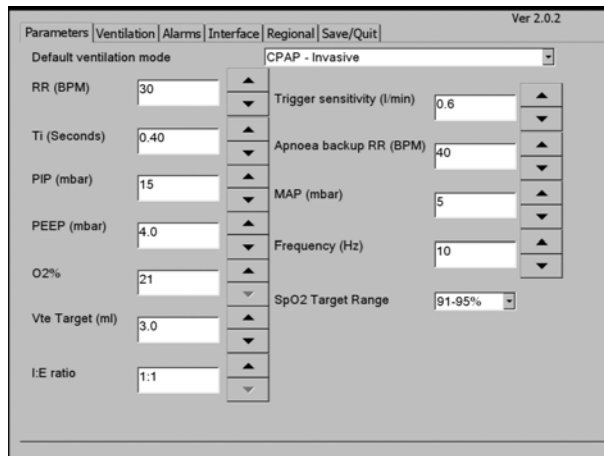 Ver 2.0.2
Parameters Ventilation Alarms Interface Regional Save/Quit
Default ventilation mode CPAP - Invasive
RR (BPM) 30
Trigger sensitivity (l/min) 0.6
Ti (Seconds) 0.40
Apnoea backup RR (BPM) 40
PIP (mbar) 15
MAP (mbar) 5
PEEP (mbar) 4.0
Frequency (Hz) 10
O2% 21
SpO2 Target Range 91-95%
Vte Target (ml) 3.0
I:E ratio 1:1